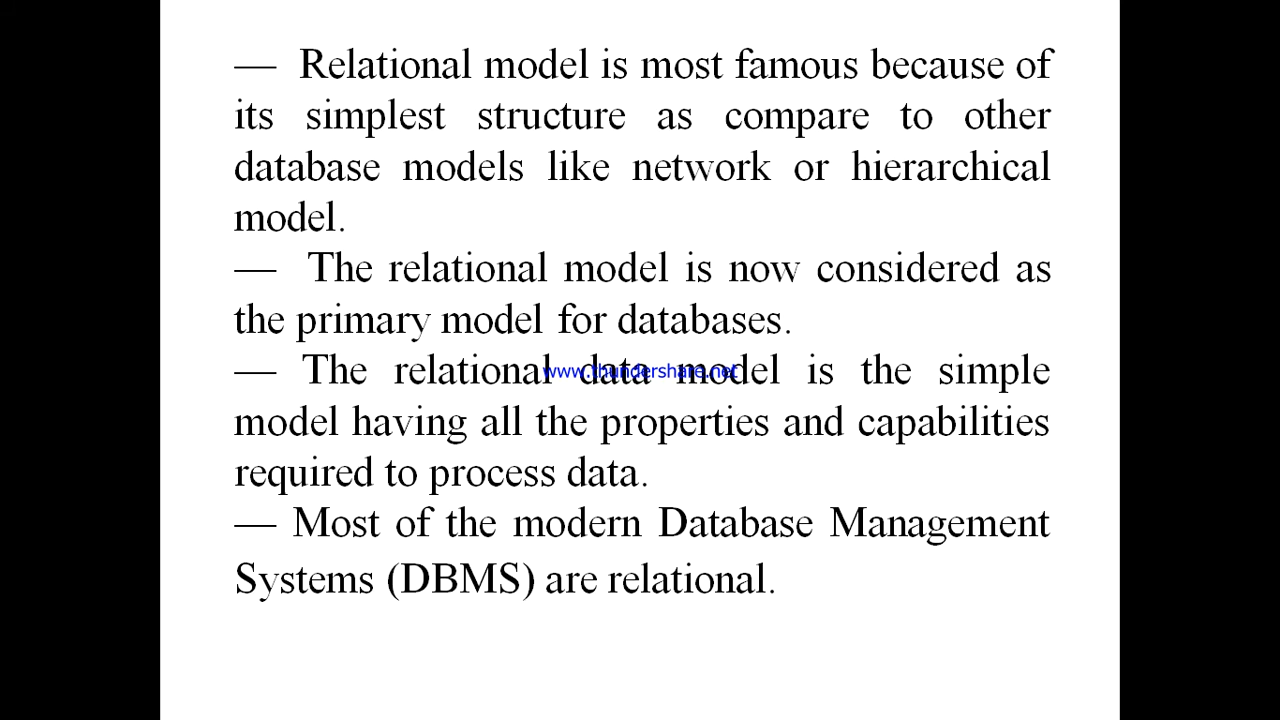 — Relational model is most famous because of
its simplest structure as compare to other
database models like network or hierarchical
model.
— The relational model is now considered as
the primary model for databases.
— The relational data model is the simple
www.thundershare.net
model having all the properties and capabilities
required to process data.
— Most of the modern Database Management
Systems (DBMS) are relational.